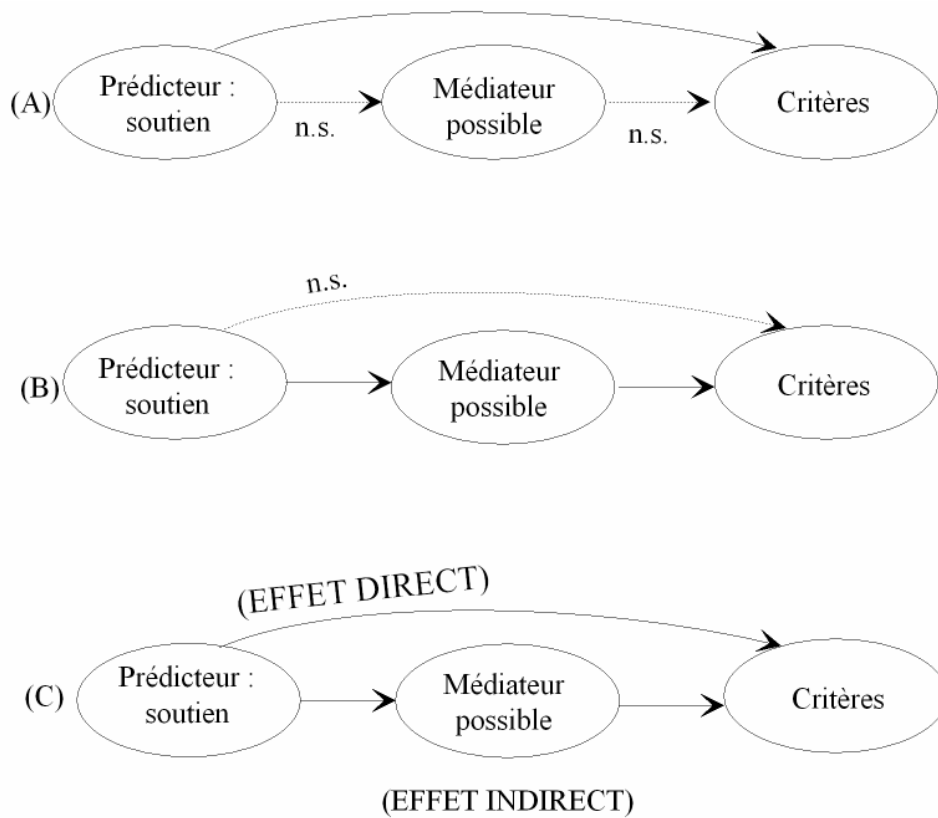 (A)
Prédicteur :
soutien
n.s.
Médiateur
possible
n.s.
Critères
n.s.
(B)
Prédicteur :
soutien
Médiateur
possible
Critères
(EFFET DIRECT)
(C)
Prédicteur :
soutien
Médiateur
possible
Critères
(EFFET INDIRECT)